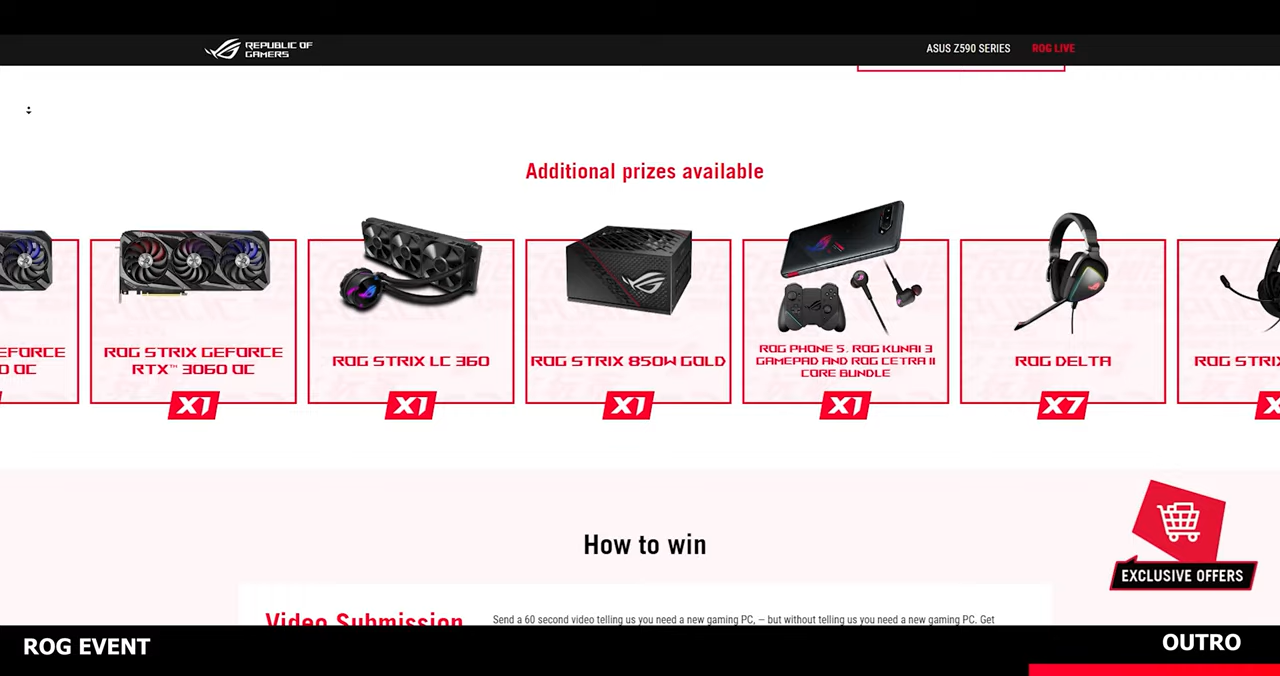 REPUBLIC OF
GAMERS
ASUS Z590 SERIES
ROG LIVE
Additional prizes available
EFORCE
OC
ROG STRIX GEFORCE
RTX™ 3060 OC
X1
ROG STRIX LC 360
X1
ROG STRIX 850W GOLD
X1
ROG PHONE 5, ROG KUNAI 3
GAMEPAD AND ROG CETRA II
CORE BUNDLE
X1
ROG DELTA
X7
ROG STRI
How to win
EXCLUSIVE OFFERS
Video Submission
Send a 60 second video telling us you need a new gaming PC, – but without telling us you need a new gaming PC. Get
ROG EVENT
OUTRO